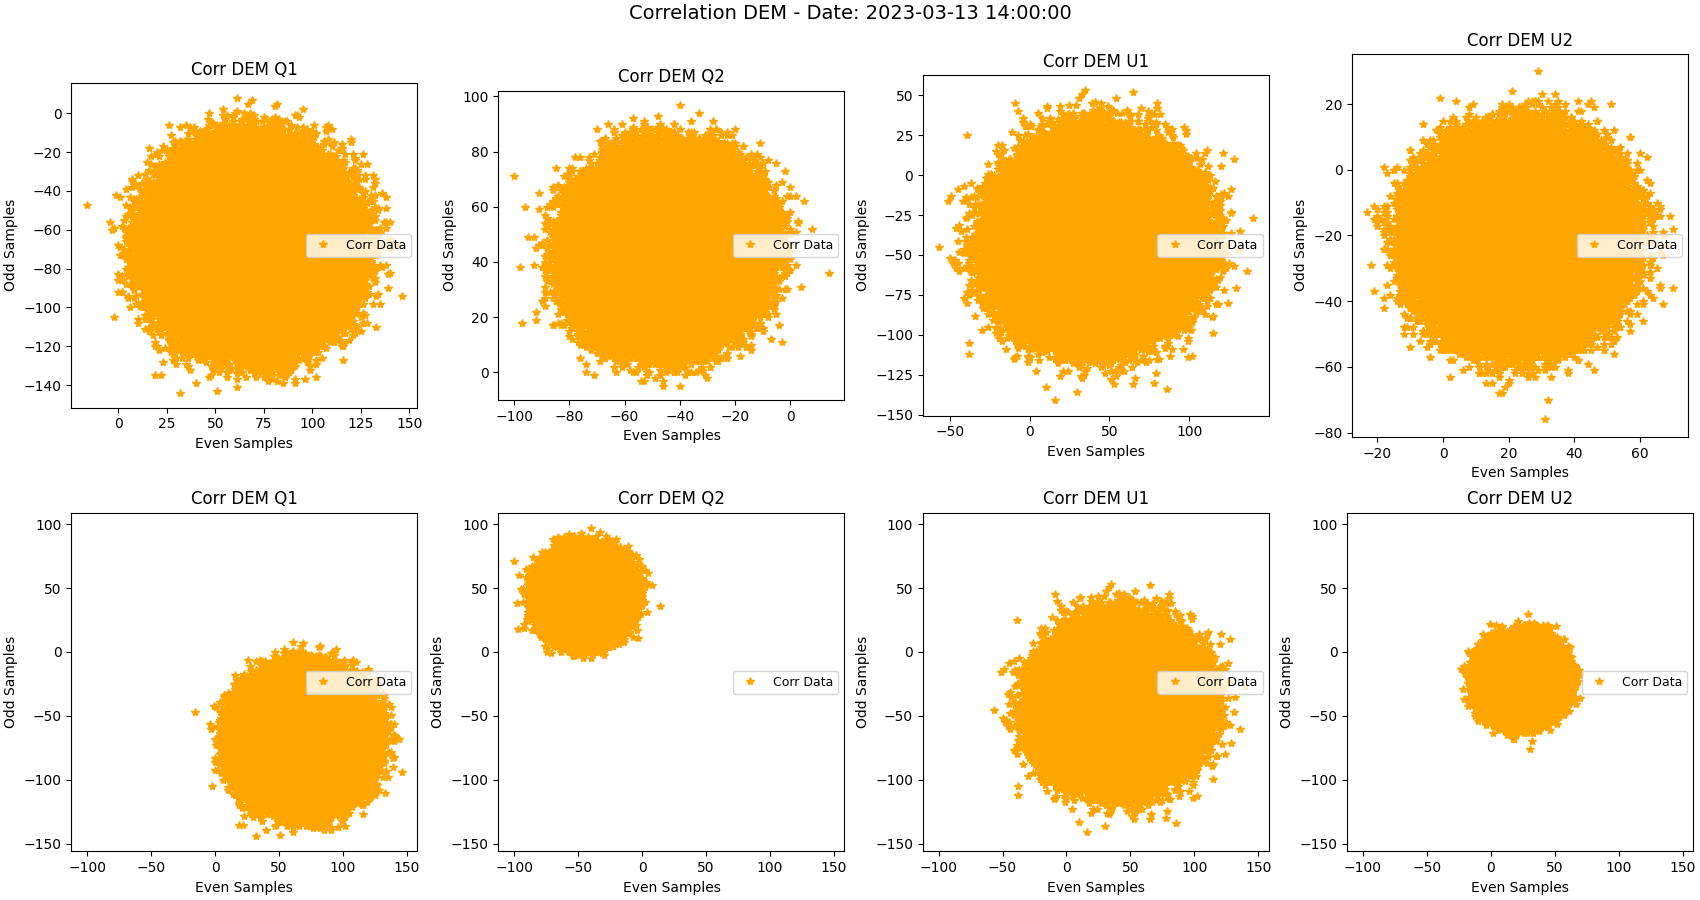 Correlation DEM - Date: 2023-03-13 14:00:00
Corr DEM Q1
Odd Samples
0
−20
−40
−60
−80
−100
−120
−140
Corr Data
0 25 50 75 100 125 150
Even Samples
Corr DEM Q2
Odd Samples
100
80
60
40
20
0
Corr Data
−100 −80 −60 −40 −20 0
Even Samples
Corr DEM U1
Odd Samples
50
25
0
−25
−50
−75
−100
−125
−150
Corr Data
−50 0 50 100
Even Samples
Corr DEM U2
Odd Samples
20
0
−20
−40
−60
−80
Corr Data
−20 0 20 40 60
Even Samples
Corr DEM Q1
Odd Samples
100
50
0
−50
−100
−150
Corr Data
−100 −50 0 50 100 150
Even Samples
Corr DEM Q2
Odd Samples
100
50
0
−50
−100
−150
Corr Data
−100 −50 0 50 100 150
Even Samples
Corr DEM U1
Odd Samples
100
50
0
−50
−100
−150
Corr Data
−100 −50 0 50 100 150
Even Samples
Corr DEM U2
Odd Samples
100
50
0
−50
−100
−150
Corr Data
−100 −50 0 50 100 150
Even Samples